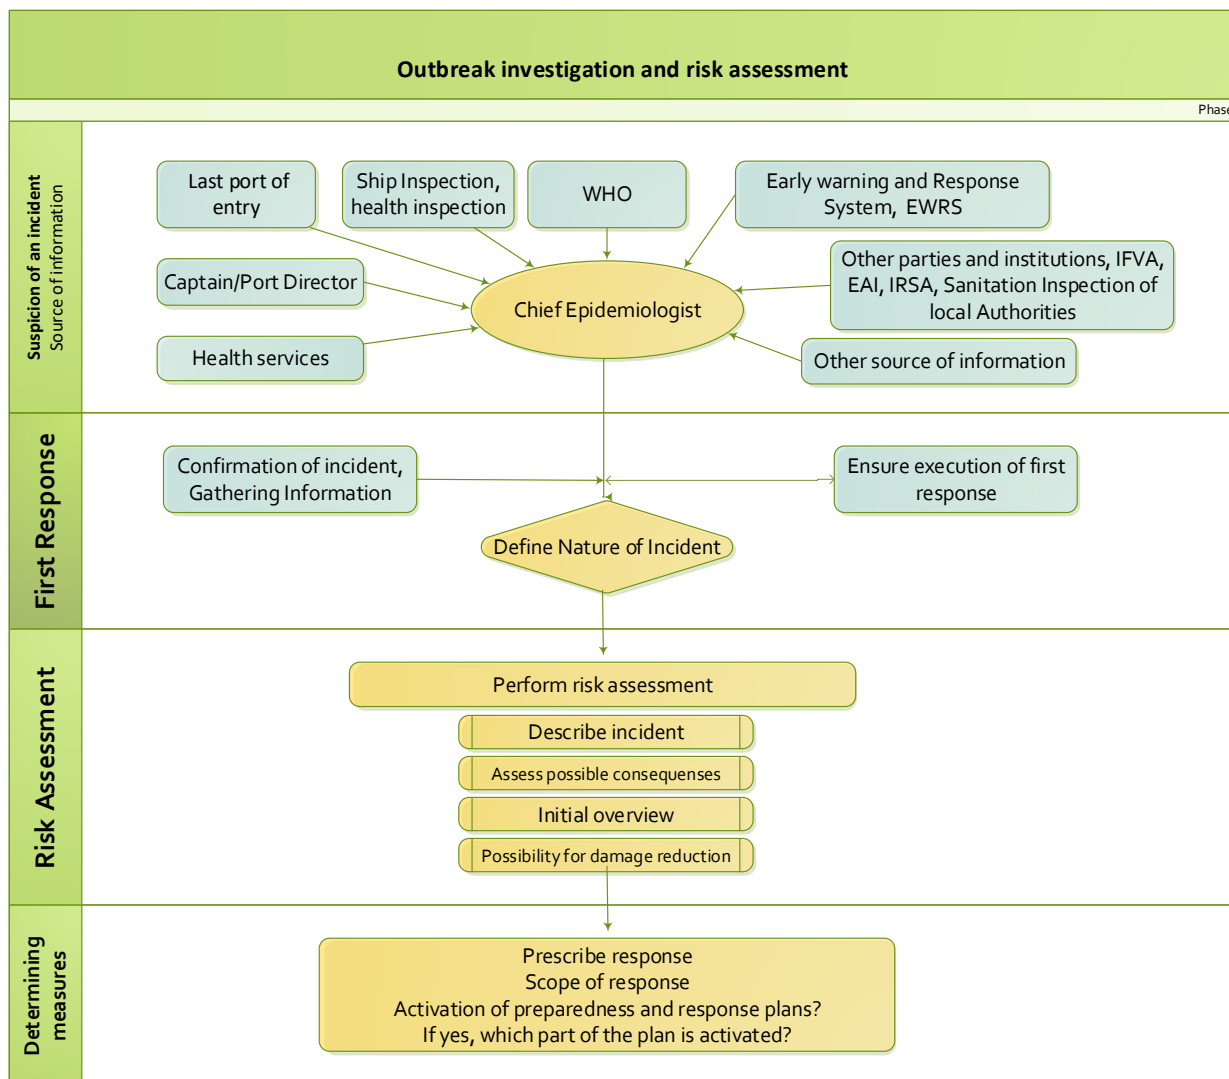 Outbreak investigation and risk assessment
Phase
Suspicion of an incident
Source of information
Last port of
entry
Ship Inspection,
health inspection
WHO
Early warning and Response
System, EWRS
Captain/Port Director
Chief Epidemiologist
Other parties and institutions, IFVA,
EAI, IRSA, Sanitation Inspection of
local Authorities
Health services
Other source of information
First Response
Confirmation of incident,
Gathering Information
Ensure execution of first
response
Define Nature of Incident
Risk Assessment
Perform risk assessment
Describe incident
Assess possible consequenses
Initial overview
Possibility for damage reduction
Determining
measures
Prescribe response
Scope of response
Activation of preparedness and response plans?
If yes, which part of the plan is activated?